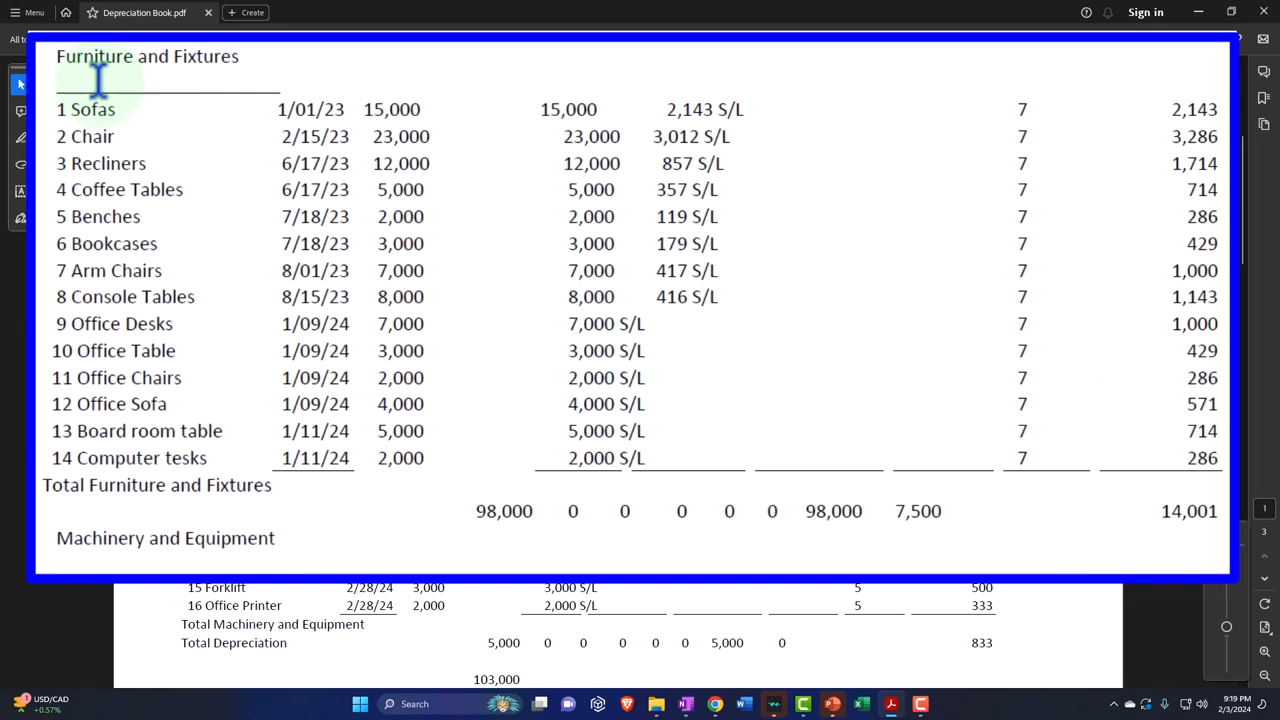 Menu
Depreciation Book.pdf
Create
Sign in
All to
Furniture and Fixtures
1 Sofas 1/01/23 15,000 15,000 2,143 S/L 7 2,143
2 Chair 2/15/23 23,000 23,000 3,012 S/L 7 3,286
3 Recliners 6/17/23 12,000 12,000 857 S/L 7 1,714
4 Coffee Tables 6/17/23 5,000 5,000 357 S/L 7 714
5 Benches 7/18/23 2,000 2,000 119 S/L 7 286
6 Bookcases 7/18/23 3,000 3,000 179 S/L 7 429
7 Arm Chairs 8/01/23 7,000 7,000 417 S/L 7 1,000
8 Console Tables 8/15/23 8,000 8,000 416 S/L 7 1,143
9 Office Desks 1/09/24 7,000 7,000 S/L 7 1,000
10 Office Table 1/09/24 3,000 3,000 S/L 7 429
11 Office Chairs 1/09/24 2,000 2,000 S/L 7 286
12 Office Sofa 1/09/24 4,000 4,000 S/L 7 571
13 Board room table 1/11/24 5,000 5,000 S/L 7 714
14 Computer tesks 1/11/24 2,000 2,000 S/L 7 286
Total Furniture and Fixtures
98,000 0 0 0 0 0 98,000 7,500 14,001
1
Machinery and Equipment
3
15 Forklift 2/28/24 3,000 3,000 S/L 5 500
16 Office Printer 2/28/24 2,000 2,000 S/L 5 333
Total Machinery and Equipment
Total Depreciation 5,000 0 0 0 0 5,000 0 833
103,000
USD/CAD
+0.57%
Search
9:19 PM
2/3/2024